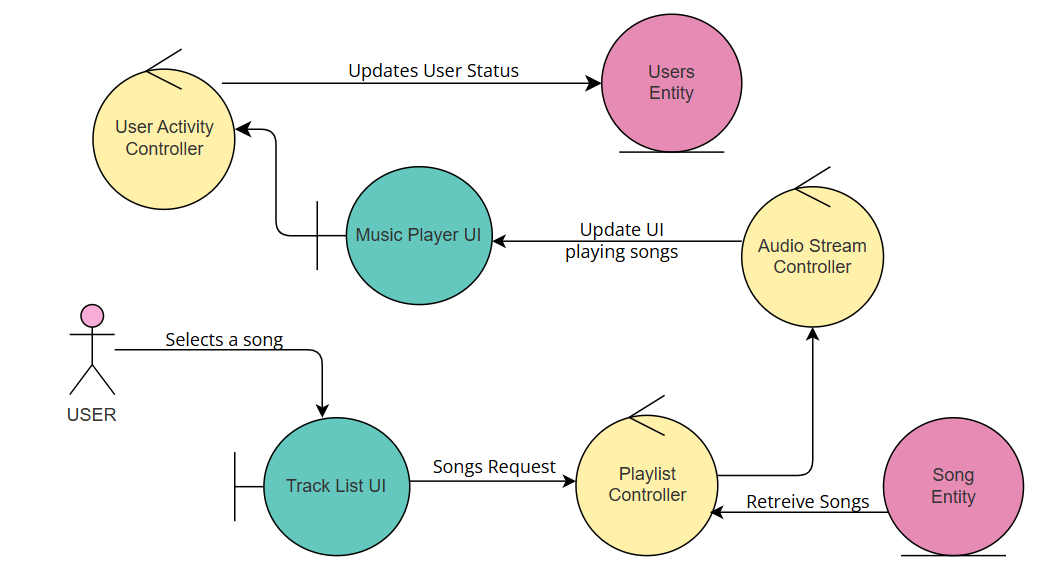 Updates User Status
Users
Entity
User Activity
Controller
Music Player UI
Update UI
playing songs
Audio Stream
Controller
Selects a song
USER
Track List UI
Songs Request
Playlist
Controller
Retreive Songs
Song
Entity